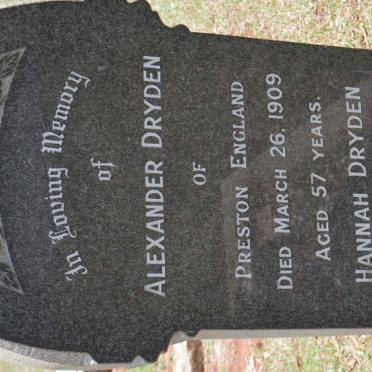 In Loving Memory
of
ALEXANDER DRYDEN
OF
PRESTON ENGLAND
DIED MARCH 26, 1909
AGED 57 YEARS.
HANNAH DRYDEN